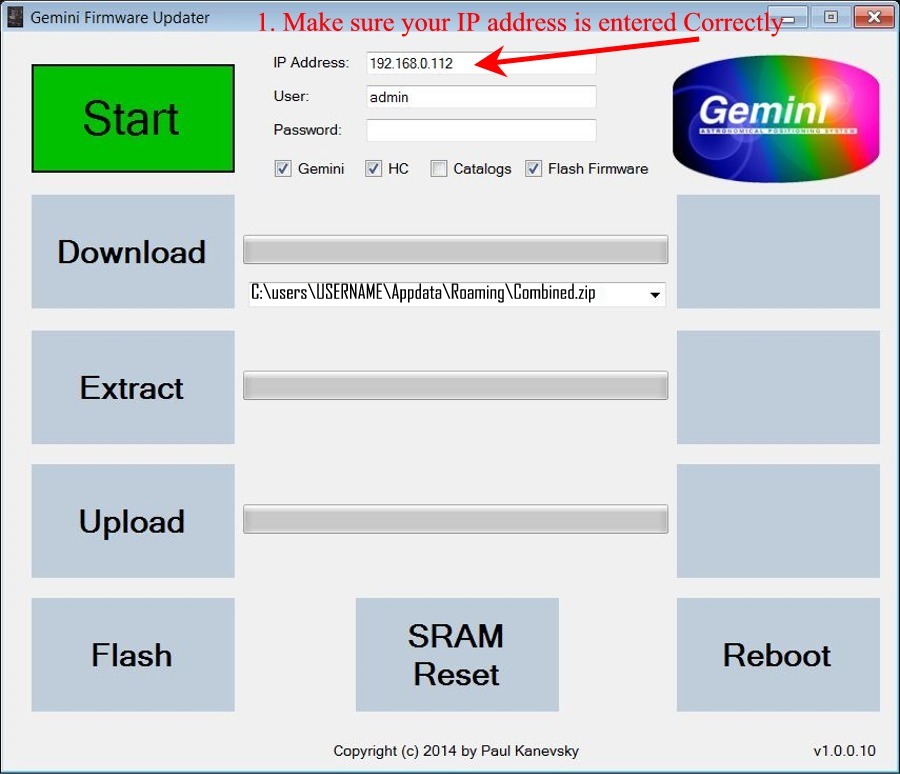 Gemini Firmware Updater
1. Make sure your IP address is entered Correctly
IP Address: 192.168.0.112
User: admin
Password:
Gemini HC Catalogs Flash Firmware
Start
Gemini
ASTRONOMICAL POSITIONING SYSTEM
Download
C:\users\USERNAME\Appdata\Roaming\Combined.zip
Extract
Upload
Flash
SRAM
Reset
Reboot
Copyright (c) 2014 by Paul Kanevsky
v1.0.0.10